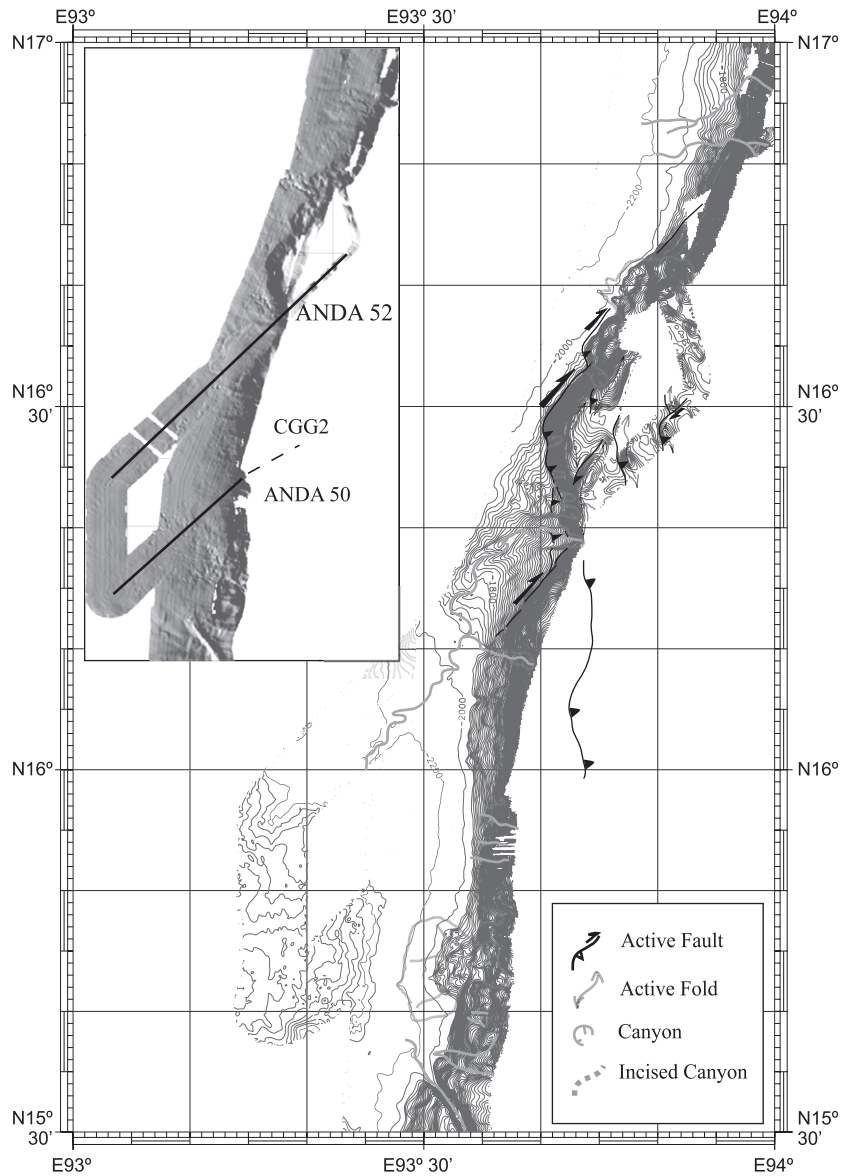 E93º
E93º 30'
E94º
N17º
N17º
-1800
-2200
ANDA 52
-2000
N16º
30'
N16º
30'
CGG2
ANDA 50
-1800
-2000
-2200
N16º
N16º
Active Fault
Active Fold
Canyon
Incised Canyon
N15º
30'
N15º
30'
E93º
E93º 30'
E94º